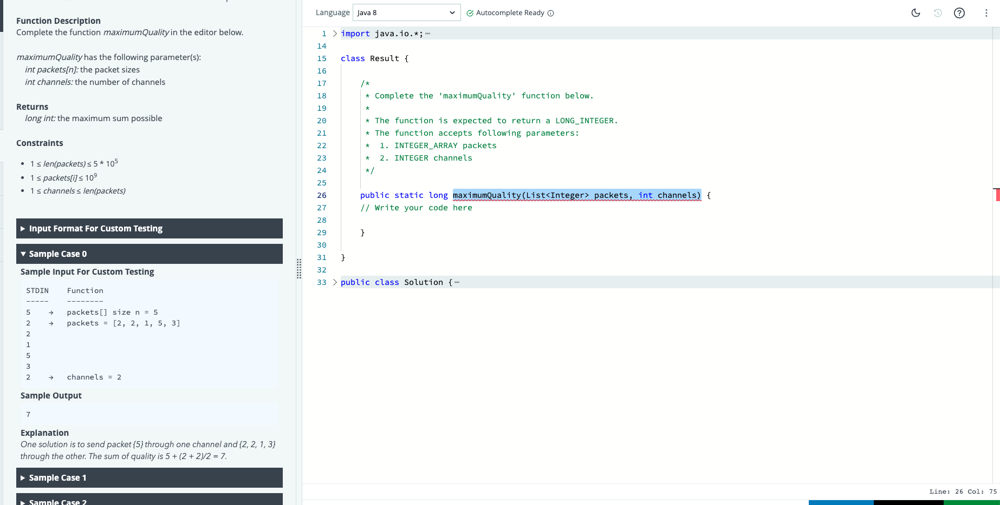 Function Description
Complete the function maximumQuality in the editor below.
maximumQuality has the following parameter(s):
int packets[n]: the packet sizes
int channels: the number of channels
Returns
long int: the maximum sum possible
Constraints
• 1 ≤ len(packets) ≤ 5 * 10^5
• 1 ≤ packets[i] ≤ 10^9
• 1 ≤ channels ≤ len(packets)
▶ Input Format For Custom Testing
▼ Sample Case 0
Sample Input For Custom Testing
STDIN    Function
-----    --------
5    →   packets[] size n = 5
2    →   packets = [2, 2, 1, 5, 3]
2
1
5
3
2    →   channels = 2
Sample Output
7
Explanation
One solution is to send packet {5} through one channel and {2, 2, 1, 3}
through the other. The sum of quality is 5 + (2 + 2)/2 = 7.
▶ Sample Case 1
▶ Sample Case 2
Language Java 8 Autocomplete Ready
1 > import java.io.*;
14
15 class Result {
16
17     /*
18      * Complete the 'maximumQuality' function below.
19      *
20      * The function is expected to return a LONG_INTEGER.
21      * The function accepts following parameters:
22      *  1. INTEGER_ARRAY packets
23      *  2. INTEGER channels
24      */
25
26     public static long maximumQuality(List<Integer> packets, int channels) {
27     // Write your code here
28
29     }
30
31 }
32
33 > public class Solution {
Line: 26 Col: 75